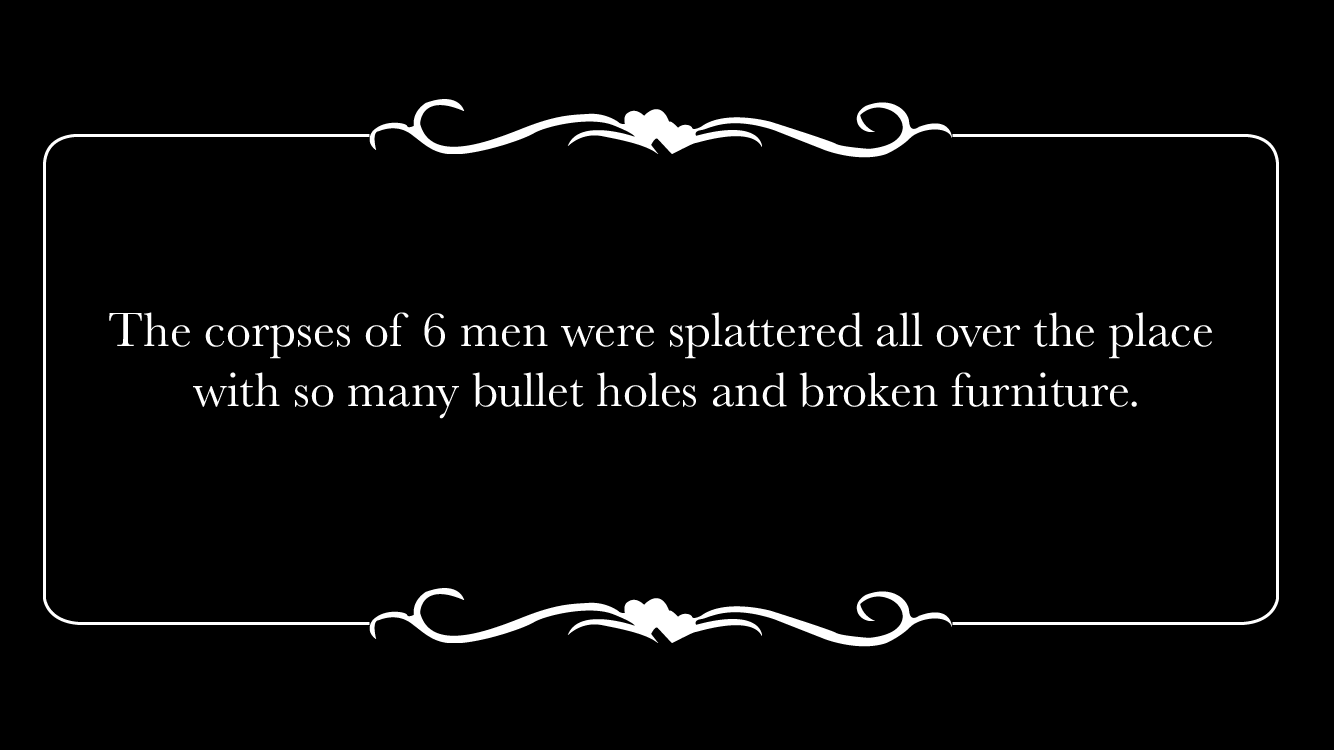 The corpses of 6 men were splattered all over the place
with so many bullet holes and broken furniture.